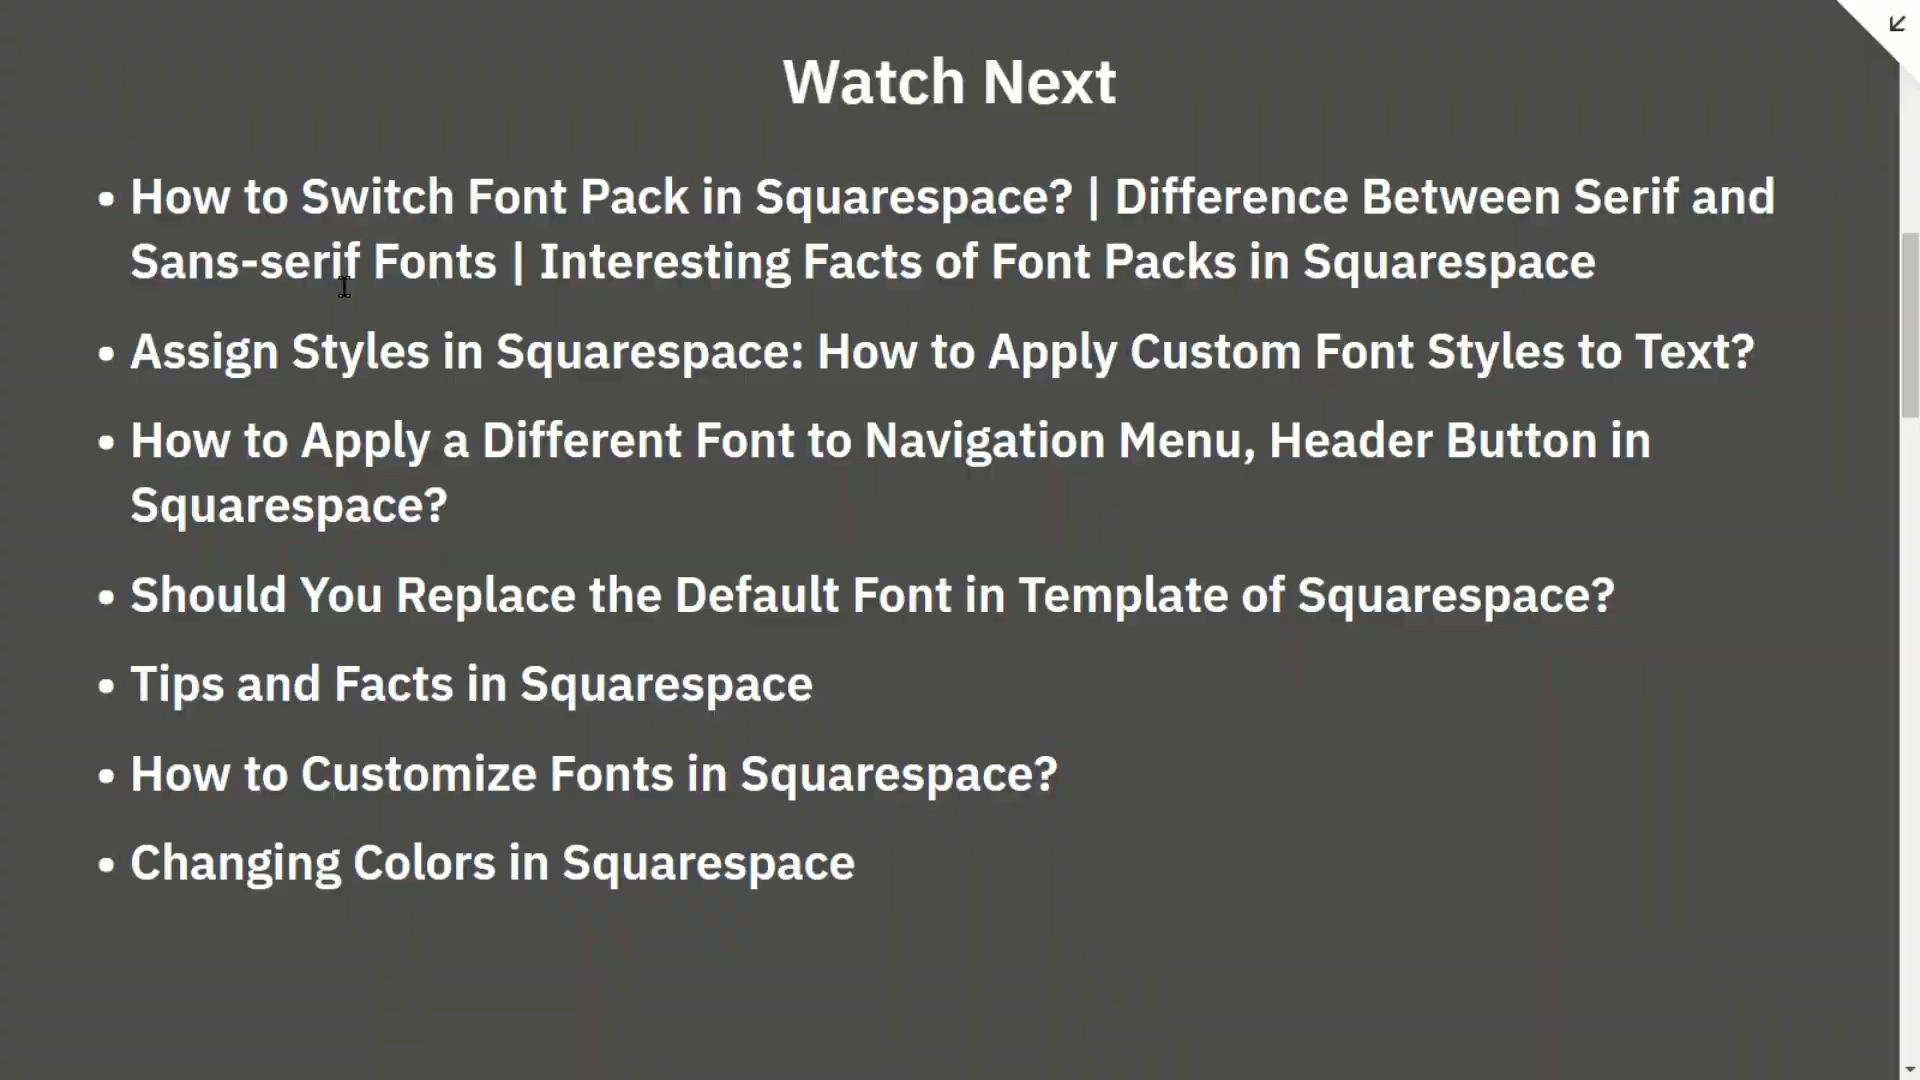 Watch Next
• How to Switch Font Pack in Squarespace? | Difference Between Serif and
Sans-serif Fonts | Interesting Facts of Font Packs in Squarespace
• Assign Styles in Squarespace: How to Apply Custom Font Styles to Text?
• How to Apply a Different Font to Navigation Menu, Header Button in
Squarespace?
• Should You Replace the Default Font in Template of Squarespace?
• Tips and Facts in Squarespace
• How to Customize Fonts in Squarespace?
• Changing Colors in Squarespace